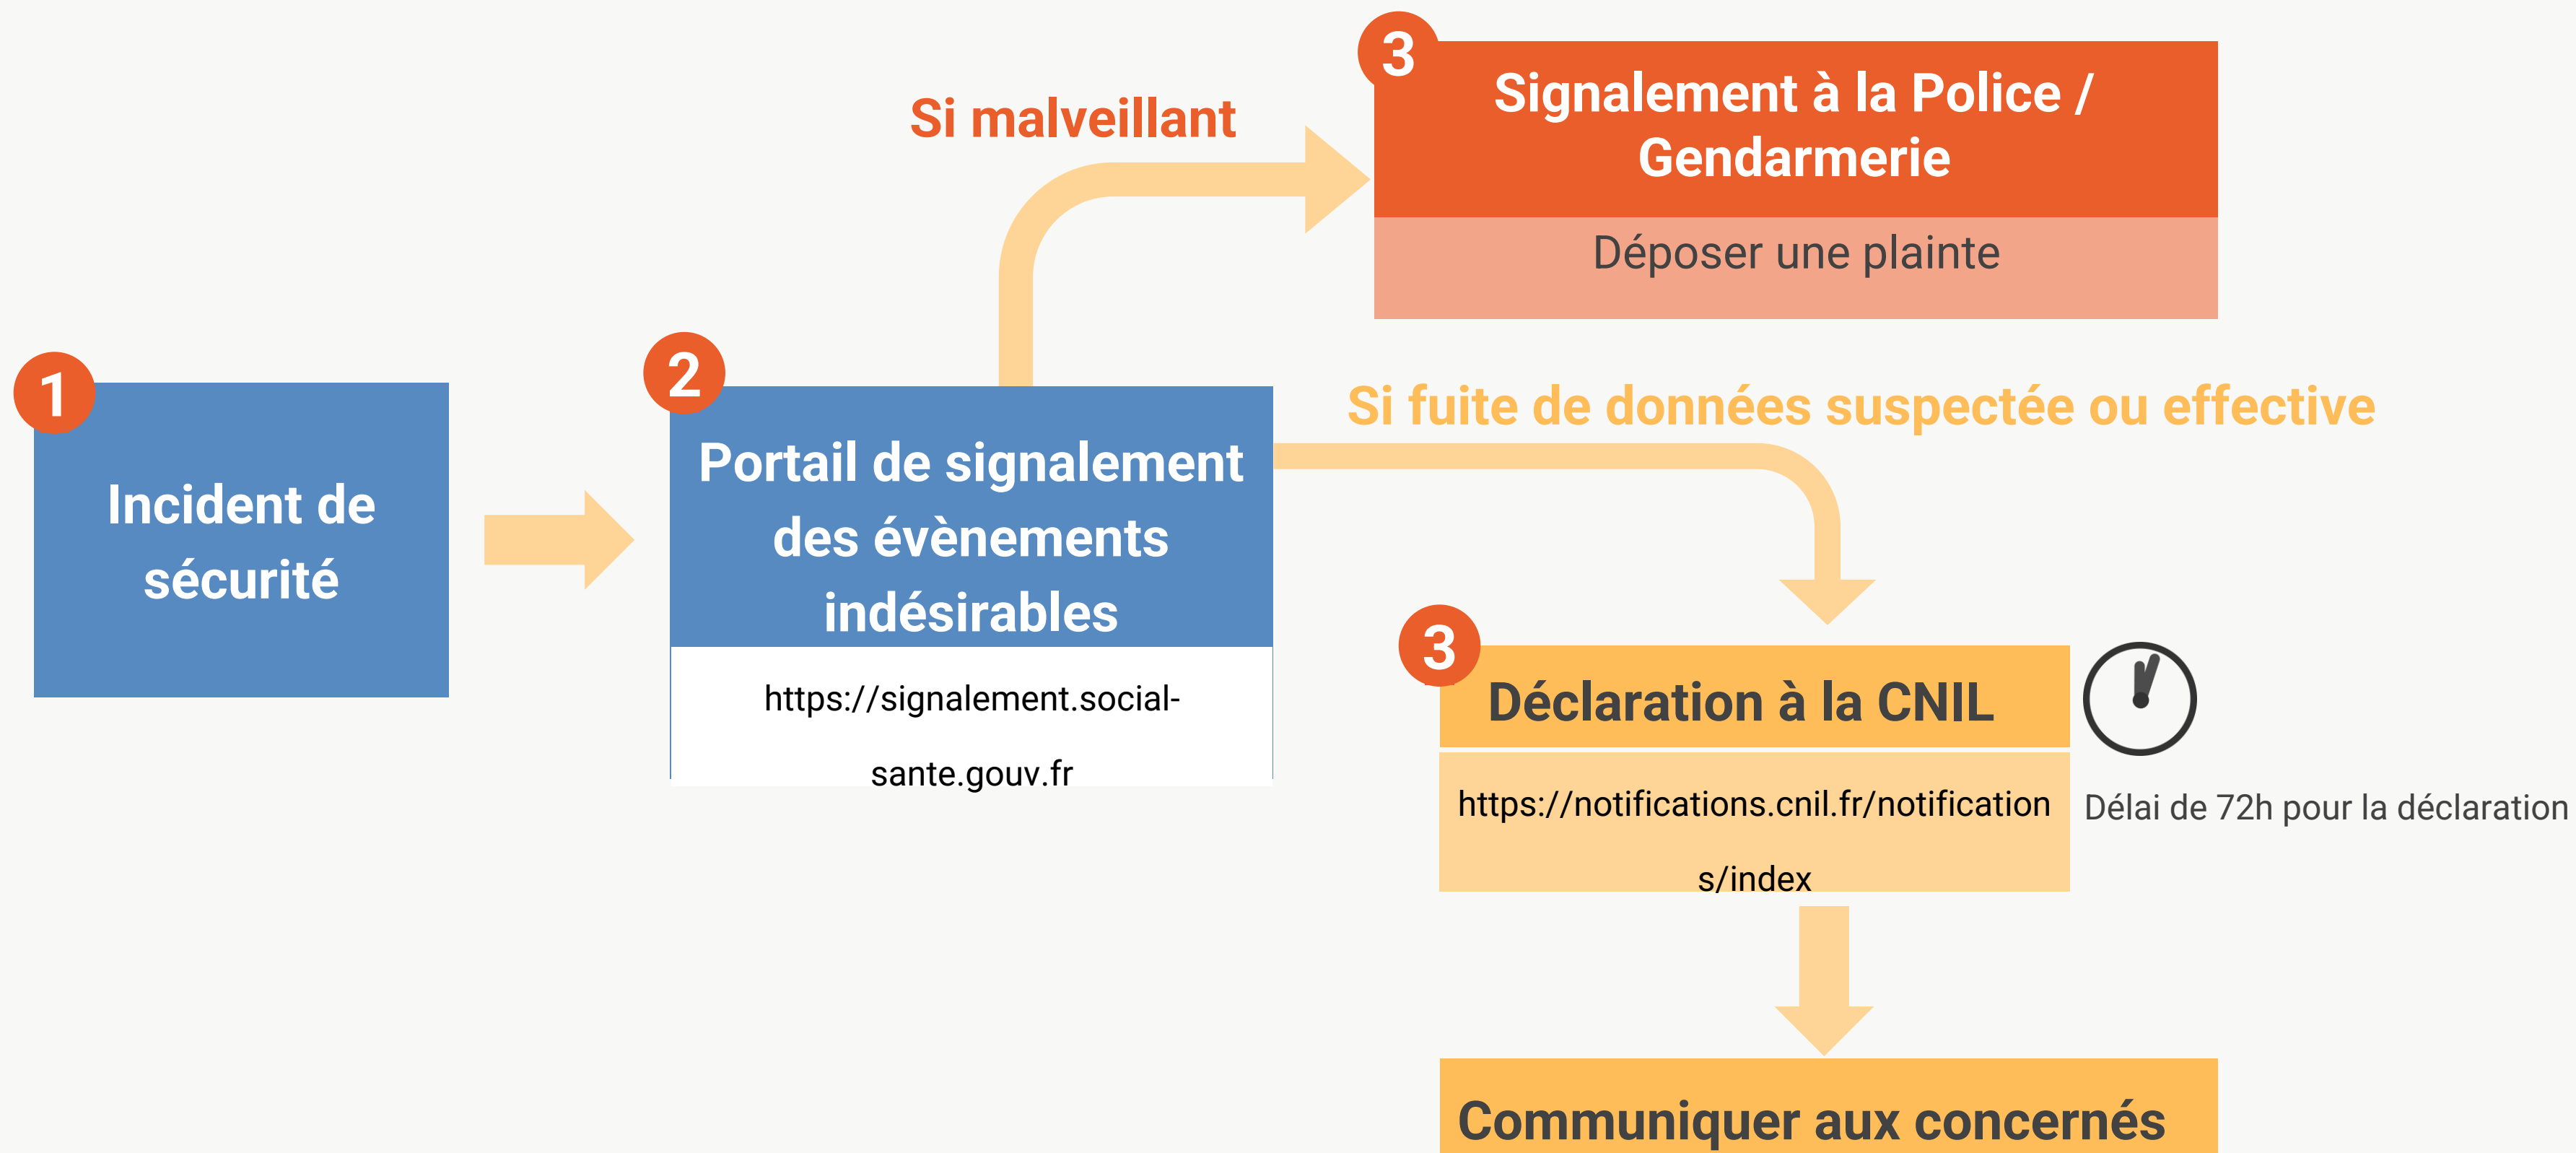 3
Signalement à la Police /
Gendarmerie
Déposer une plainte
Si malveillant
1
Incident de
sécurité
2
Portail de signalement
des évènements
indésirables
https://signalement.social-
sante.gouv.fr
Si fuite de données suspectée ou effective
3
Déclaration à la CNIL
https://notifications.cnil.fr/notification
s/index
Délai de 72h pour la déclaration
Communiquer aux concernés